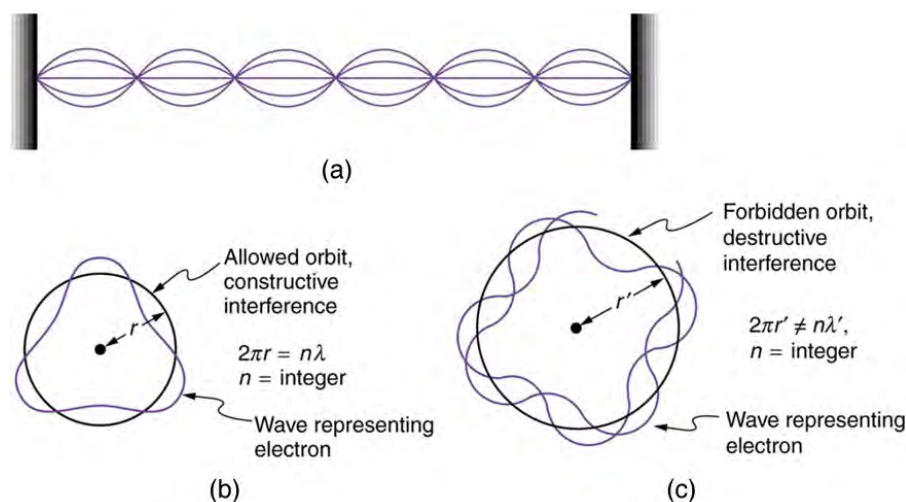 (a)
Allowed orbit,
constructive
interference
r
2πr = nλ
n = integer
Wave representing
electron
(b)
Forbidden orbit,
destructive
interference
r′
2πr′ ≠ nλ′,
n = integer
Wave representing
electron
(c)